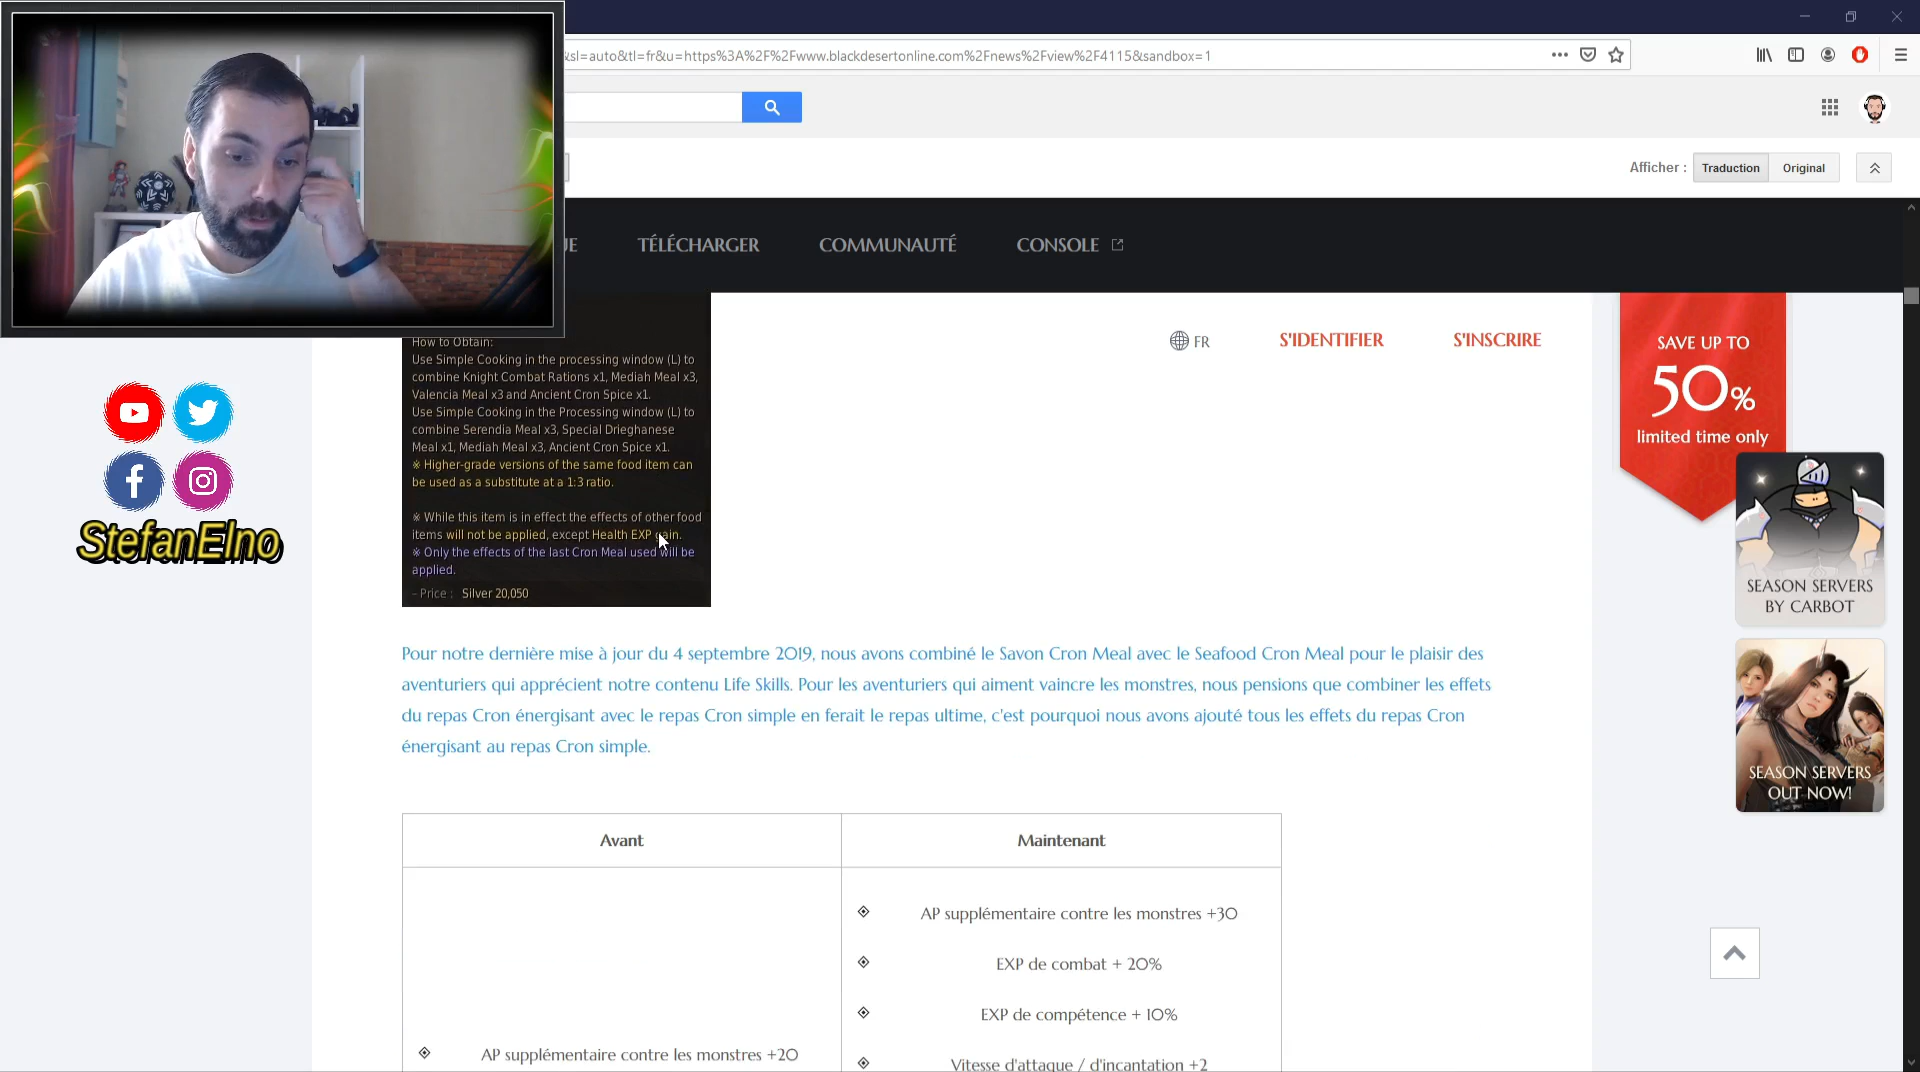 &sl=auto&tl=fr&u=https%3A%2F%2Fwww.blackdesertonline.com%2Fnews%2Fview%2F4115&sandbox=1
Afficher :
Traduction
Original
TÉLÉCHARGER
COMMUNAUTÉ
CONSOLE
FR
S'IDENTIFIER
S'INSCRIRE
How to Obtain:
Use Simple Cooking in the processing window (L) to
combine Knight Combat Rations x1, Mediah Meal x3,
Valencia Meal x3 and Ancient Cron Spice x1.
Use Simple Cooking in the Processing window (L) to
combine Serendia Meal x3, Special Drieghanese
Meal x1, Mediah Meal x3, Ancient Cron Spice x1.
※ Higher-grade versions of the same food item can
be used as a substitute at a 1:3 ratio.
※ While this item is in effect the effects of other food
items will not be applied, except Health EXP gain.
※ Only the effects of the last Cron Meal used will be
applied.
- Price : Silver 20,050
StefanElno
SAVE UP TO
50%
limited time only
SEASON SERVERS
BY CARBOT
SEASON SERVERS
OUT NOW!
Pour notre dernière mise à jour du 4 septembre 2019, nous avons combiné le Savon Cron Meal avec le Seafood Cron Meal pour le plaisir des
aventuriers qui apprécient notre contenu Life Skills. Pour les aventuriers qui aiment vaincre les monstres, nous pensions que combiner les effets
du repas Cron énergisant avec le repas Cron simple en ferait le repas ultime, c'est pourquoi nous avons ajouté tous les effets du repas Cron
énergisant au repas Cron simple.
Avant
Maintenant
AP supplémentaire contre les monstres +30
EXP de combat + 20%
EXP de compétence + 10%
AP supplémentaire contre les monstres +20
Vitesse d'attaque / d'incantation +2